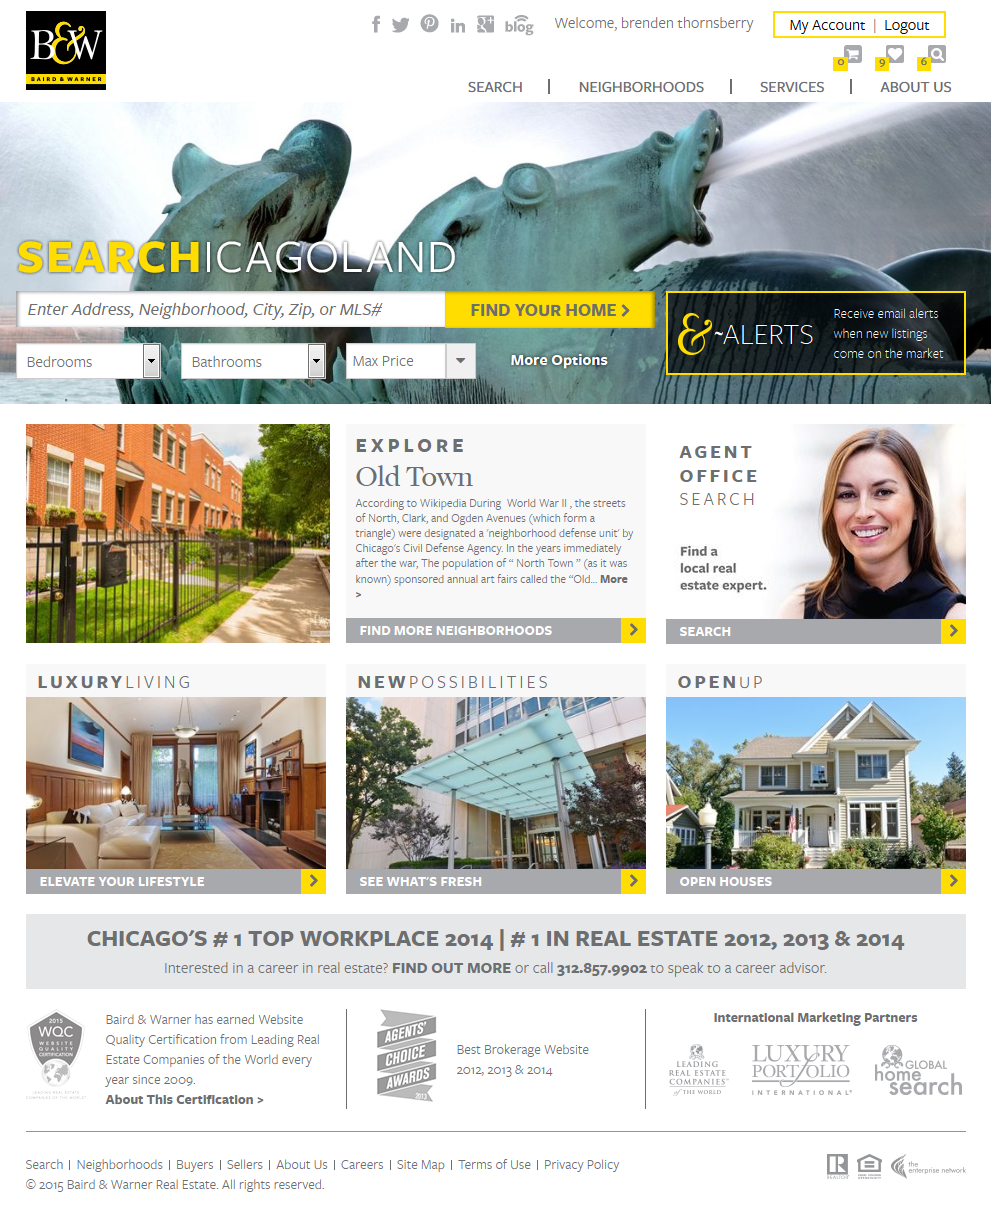 B&W
BAIRD & WARNER
blog
Welcome, brenden thornsberry
My Account | Logout
0 9 6
SEARCH | NEIGHBORHOODS | SERVICES | ABOUT US
SEARCHICAGOLAND
Enter Address, Neighborhood, City, Zip, or MLS#
FIND YOUR HOME >
Bedrooms
Bathrooms
Max Price
More Options
&~ALERTS
Receive email alerts
when new listings
come on the market
EXPLORE
Old Town
According to Wikipedia During World War II , the streets
of North, Clark, and Ogden Avenues (which form a
triangle) were designated a 'neighborhood defense unit' by
Chicago's Civil Defense Agency. In the years immediately
after the war, The population of “ North Town ” (as it was
known) sponsored annual art fairs called the “Old... More
>
FIND MORE NEIGHBORHOODS
AGENT
OFFICE
SEARCH
Find a
local real
estate expert.
SEARCH
LUXURYLIVING
ELEVATE YOUR LIFESTYLE
NEWPOSSIBILITIES
SEE WHAT'S FRESH
OPENUP
OPEN HOUSES
CHICAGO'S # 1 TOP WORKPLACE 2014 | # 1 IN REAL ESTATE 2012, 2013 & 2014
Interested in a career in real estate? FIND OUT MORE or call 312.857.9902 to speak to a career advisor.
2015
WQC
WEBSITE
QUALITY
CERTIFICATION
LEADING REAL ESTATE
COMPANIES OF THE WORLD
Baird & Warner has earned Website
Quality Certification from Leading Real
Estate Companies of the World every
year since 2009.
About This Certification >
AGENTS'
CHOICE
AWARDS
2013
Best Brokerage Website
2012, 2013 & 2014
International Marketing Partners
LEADING
REAL ESTATE
COMPANIES
of THE WORLD
LUXURY
PORTFOLIO
INTERNATIONAL
GLOBAL
home
search
Search | Neighborhoods | Buyers | Sellers | About Us | Careers | Site Map | Terms of Use | Privacy Policy
© 2015 Baird & Warner Real Estate. All rights reserved.
REALTOR
the
enterprise network